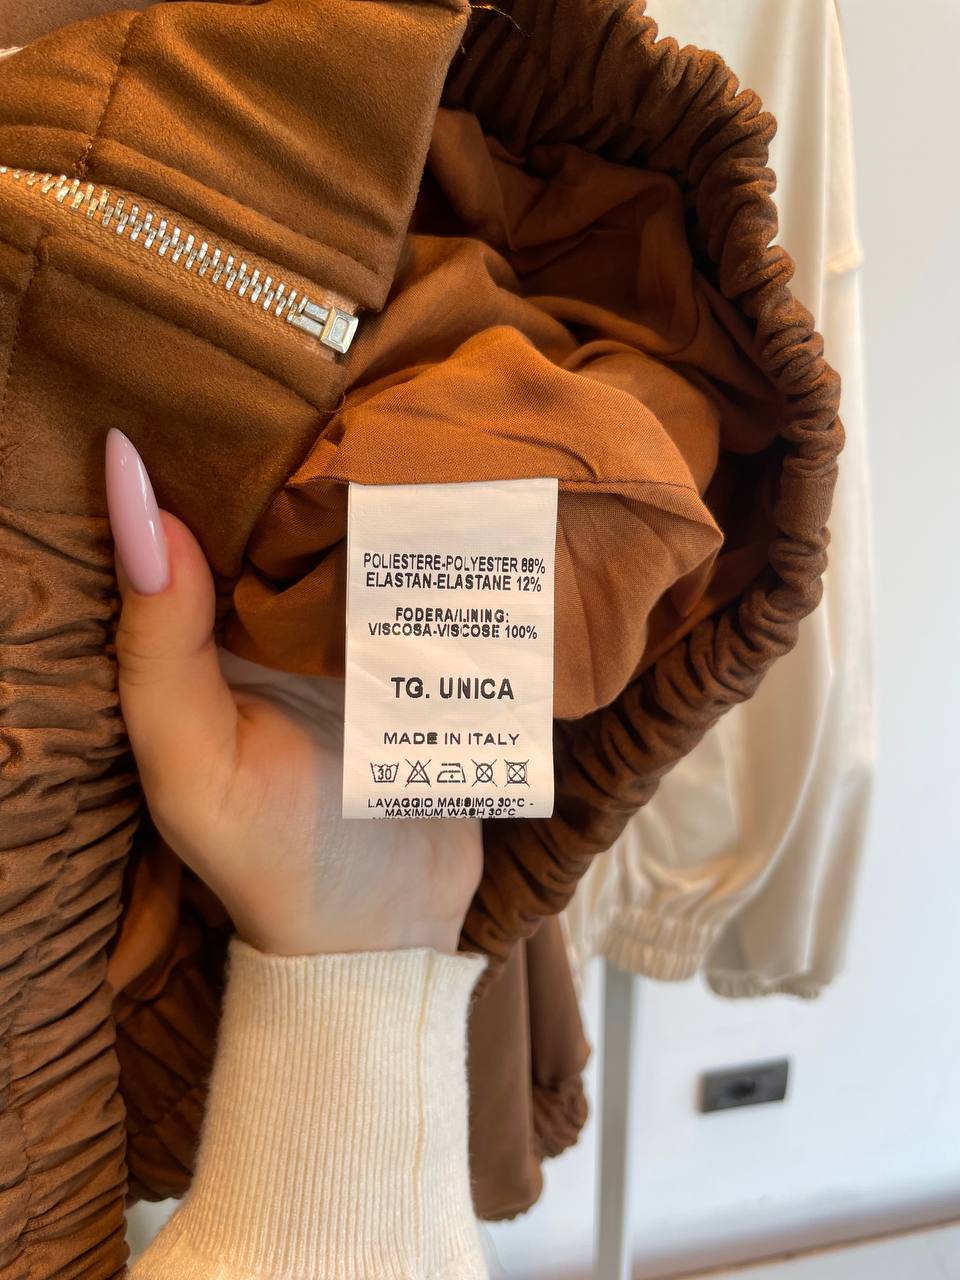 POLIESTERE-POLYESTER 88%
ELASTAN-ELASTANE 12%
FODERA/LINING:
VISCOSA-VISCOSE 100%
TG. UNICA
MADE IN ITALY
30
LAVAGGIO MASSIMO 30°C -
MAXIMUM WASH 30°C